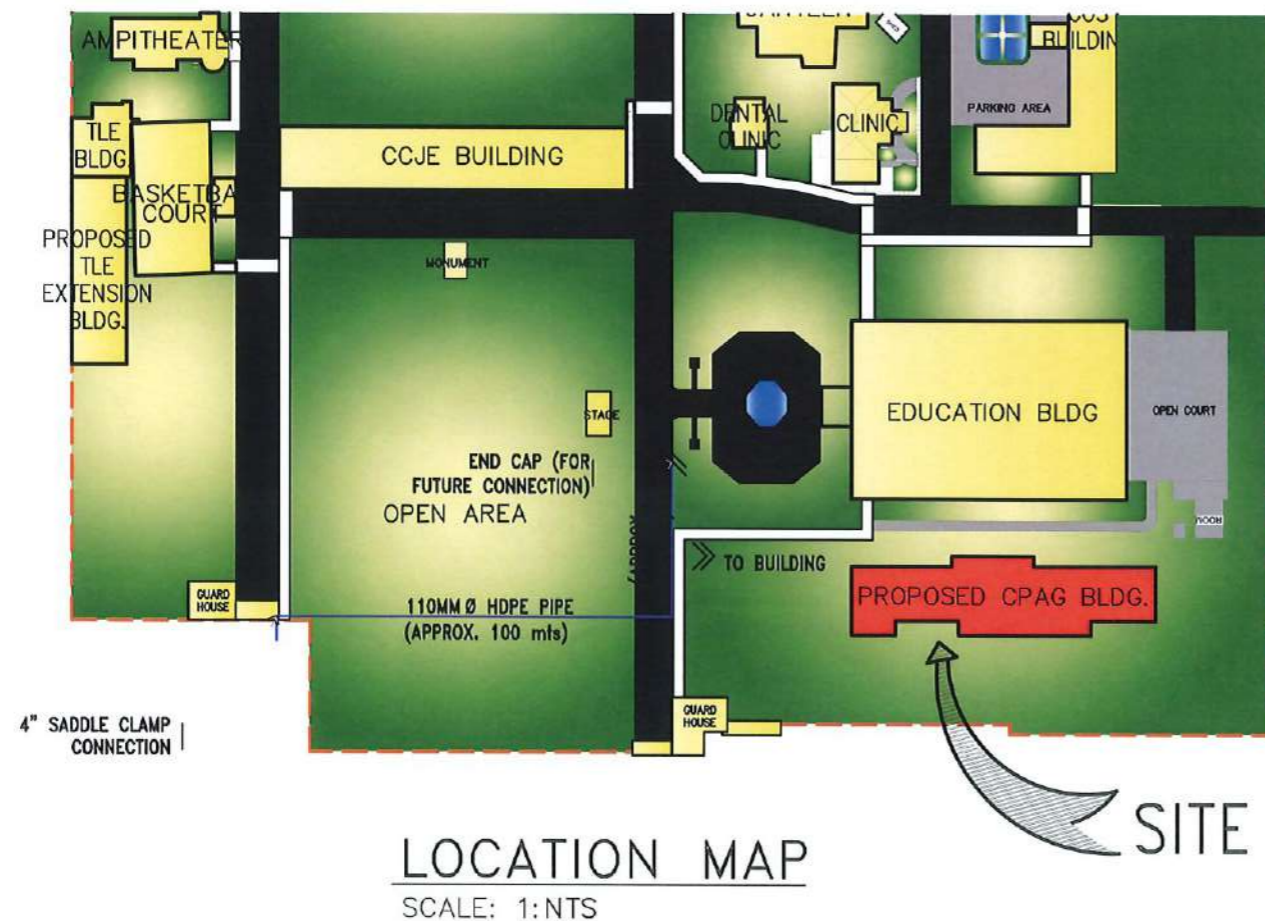 AMPITHEATER
TLE
BLDG.
BASKETBA
COURT
PROPOSED
TLE
EXTENSION
BLDG.
CCJE BUILDING
DENTAL
CLINIC
CLINIC
PARKING AREA
BUILDIN
MONUMENT
STAGE
END CAP (FOR
FUTURE CONNECTION)
OPEN AREA
EDUCATION BLDG
OPEN COURT
TO BUILDING
PROPOSED CPAG BLDG.
GUARD
HOUSE
110MM Ø HDPE PIPE
(APPROX. 100 mts)
GUARD
HOUSE
4" SADDLE CLAMP
CONNECTION
SITE
LOCATION MAP
SCALE: 1:NTS